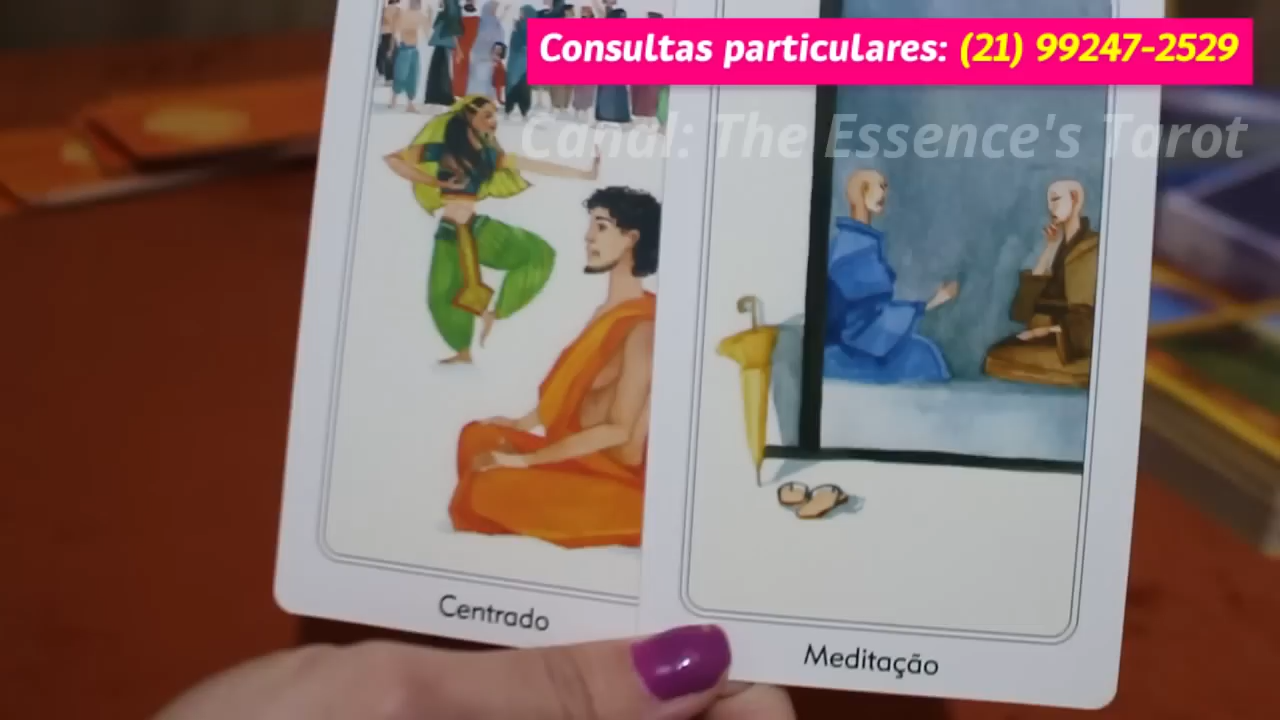 Consultas particulares: (21) 99247-2529
Canal: The Essence's Tarot
Centrado
Meditação